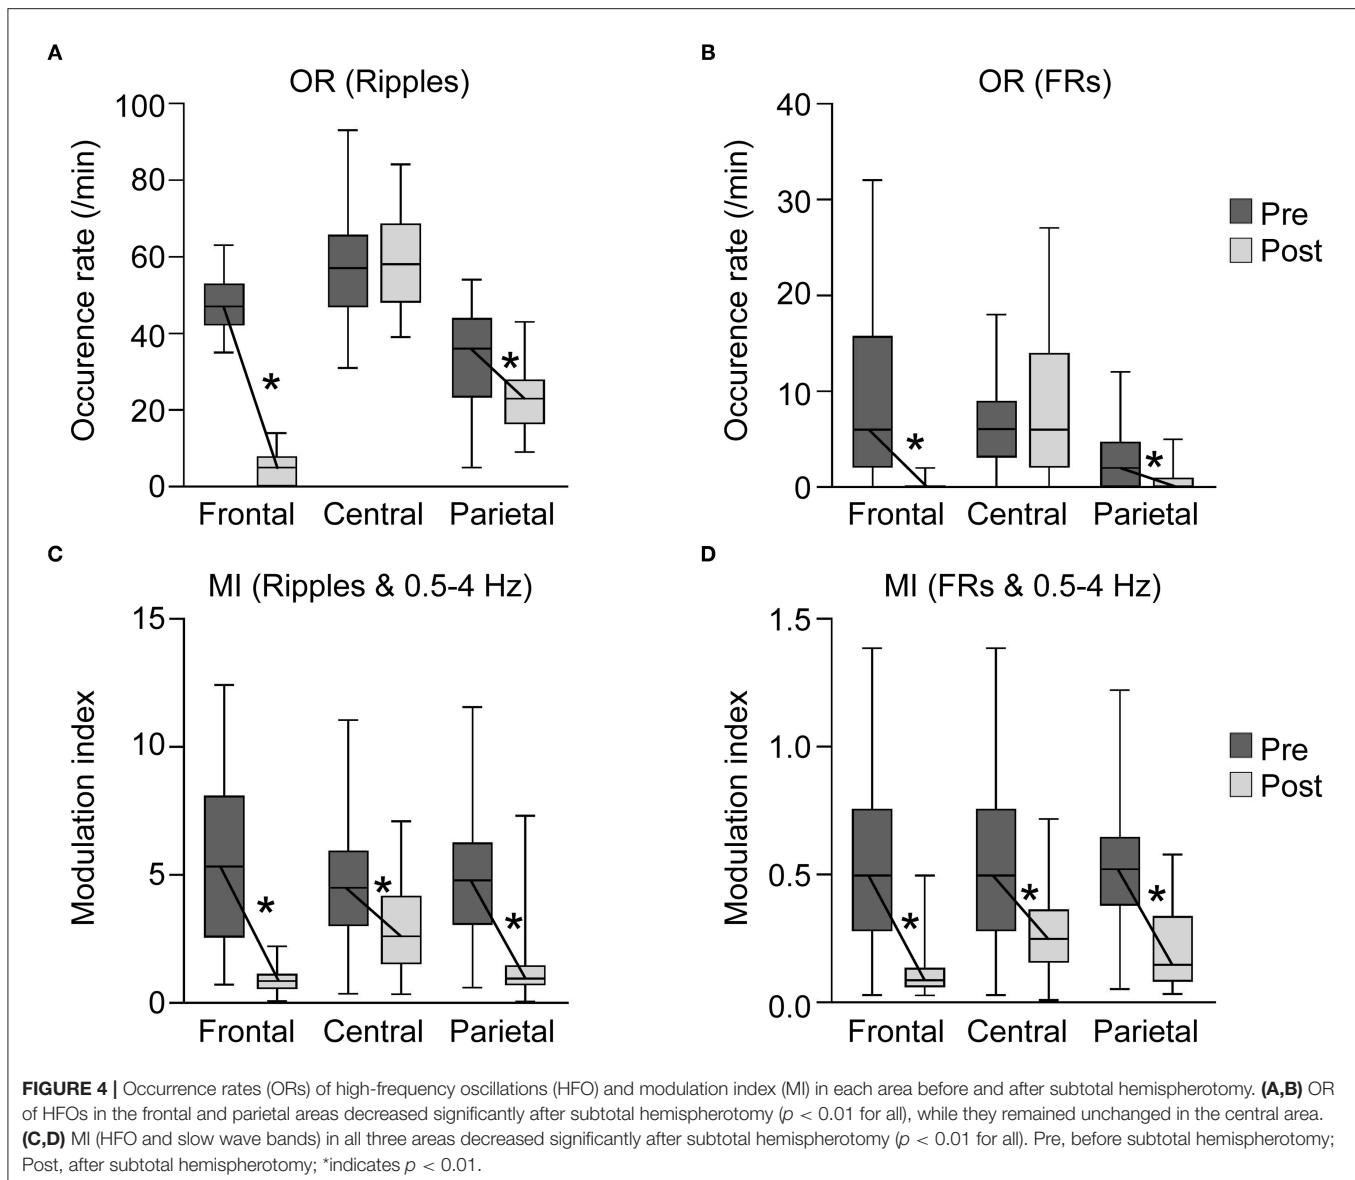 A
OR (Ripples)
Occurence rate (/min)
100
80
60
40
20
0
*
*
Frontal Central Parietal
B
OR (FRs)
Occurence rate (/min)
40
30
20
10
0
*
*
Frontal Central Parietal
Pre
Post
C
MI (Ripples & 0.5-4 Hz)
Modulation index
15
10
5
0
*
*
*
Frontal Central Parietal
D
MI (FRs & 0.5-4 Hz)
Modulation index
1.5
1.0
0.5
0.0
*
*
*
Frontal Central Parietal
Pre
Post
FIGURE 4 | Occurrence rates (ORs) of high-frequency oscillations (HFO) and modulation index (MI) in each area before and after subtotal hemispherotomy. (A,B) OR
of HFOs in the frontal and parietal areas decreased significantly after subtotal hemispherotomy (p < 0.01 for all), while they remained unchanged in the central area.
(C,D) MI (HFO and slow wave bands) in all three areas decreased significantly after subtotal hemispherotomy (p < 0.01 for all). Pre, before subtotal hemispherotomy;
Post, after subtotal hemispherotomy; *indicates p < 0.01.